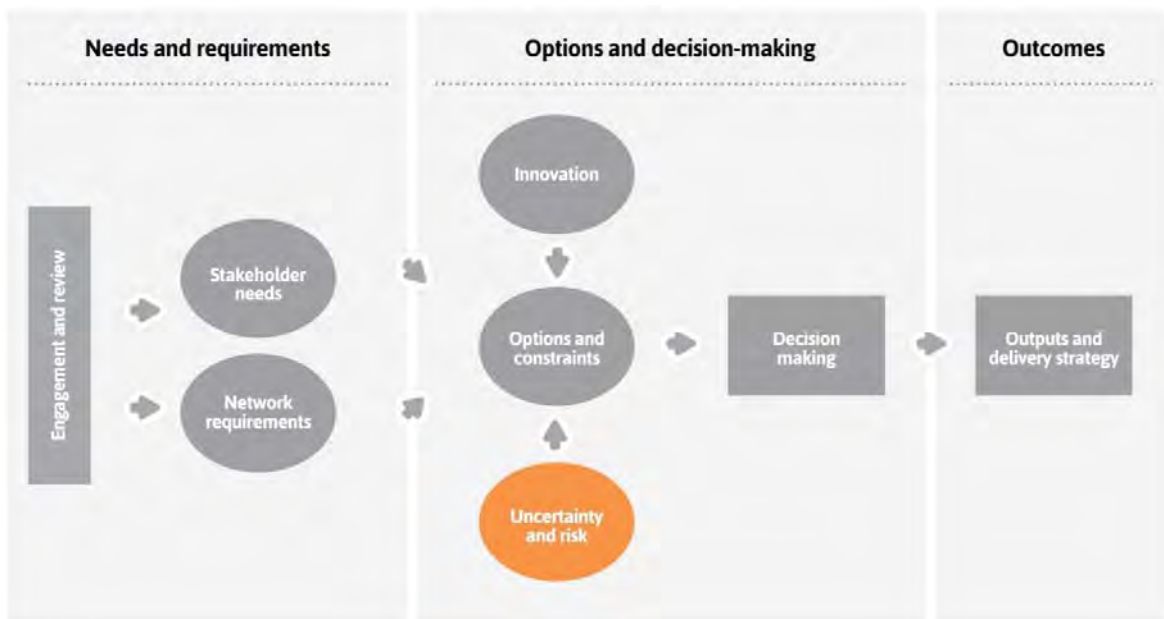 Needs and requirements
Options and decision-making
Outcomes
Engagement and review
Stakeholder
needs
Network
requirements
Innovation
Options and
constraints
Uncertainty
and risk
Decision
making
Outputs and
delivery strategy